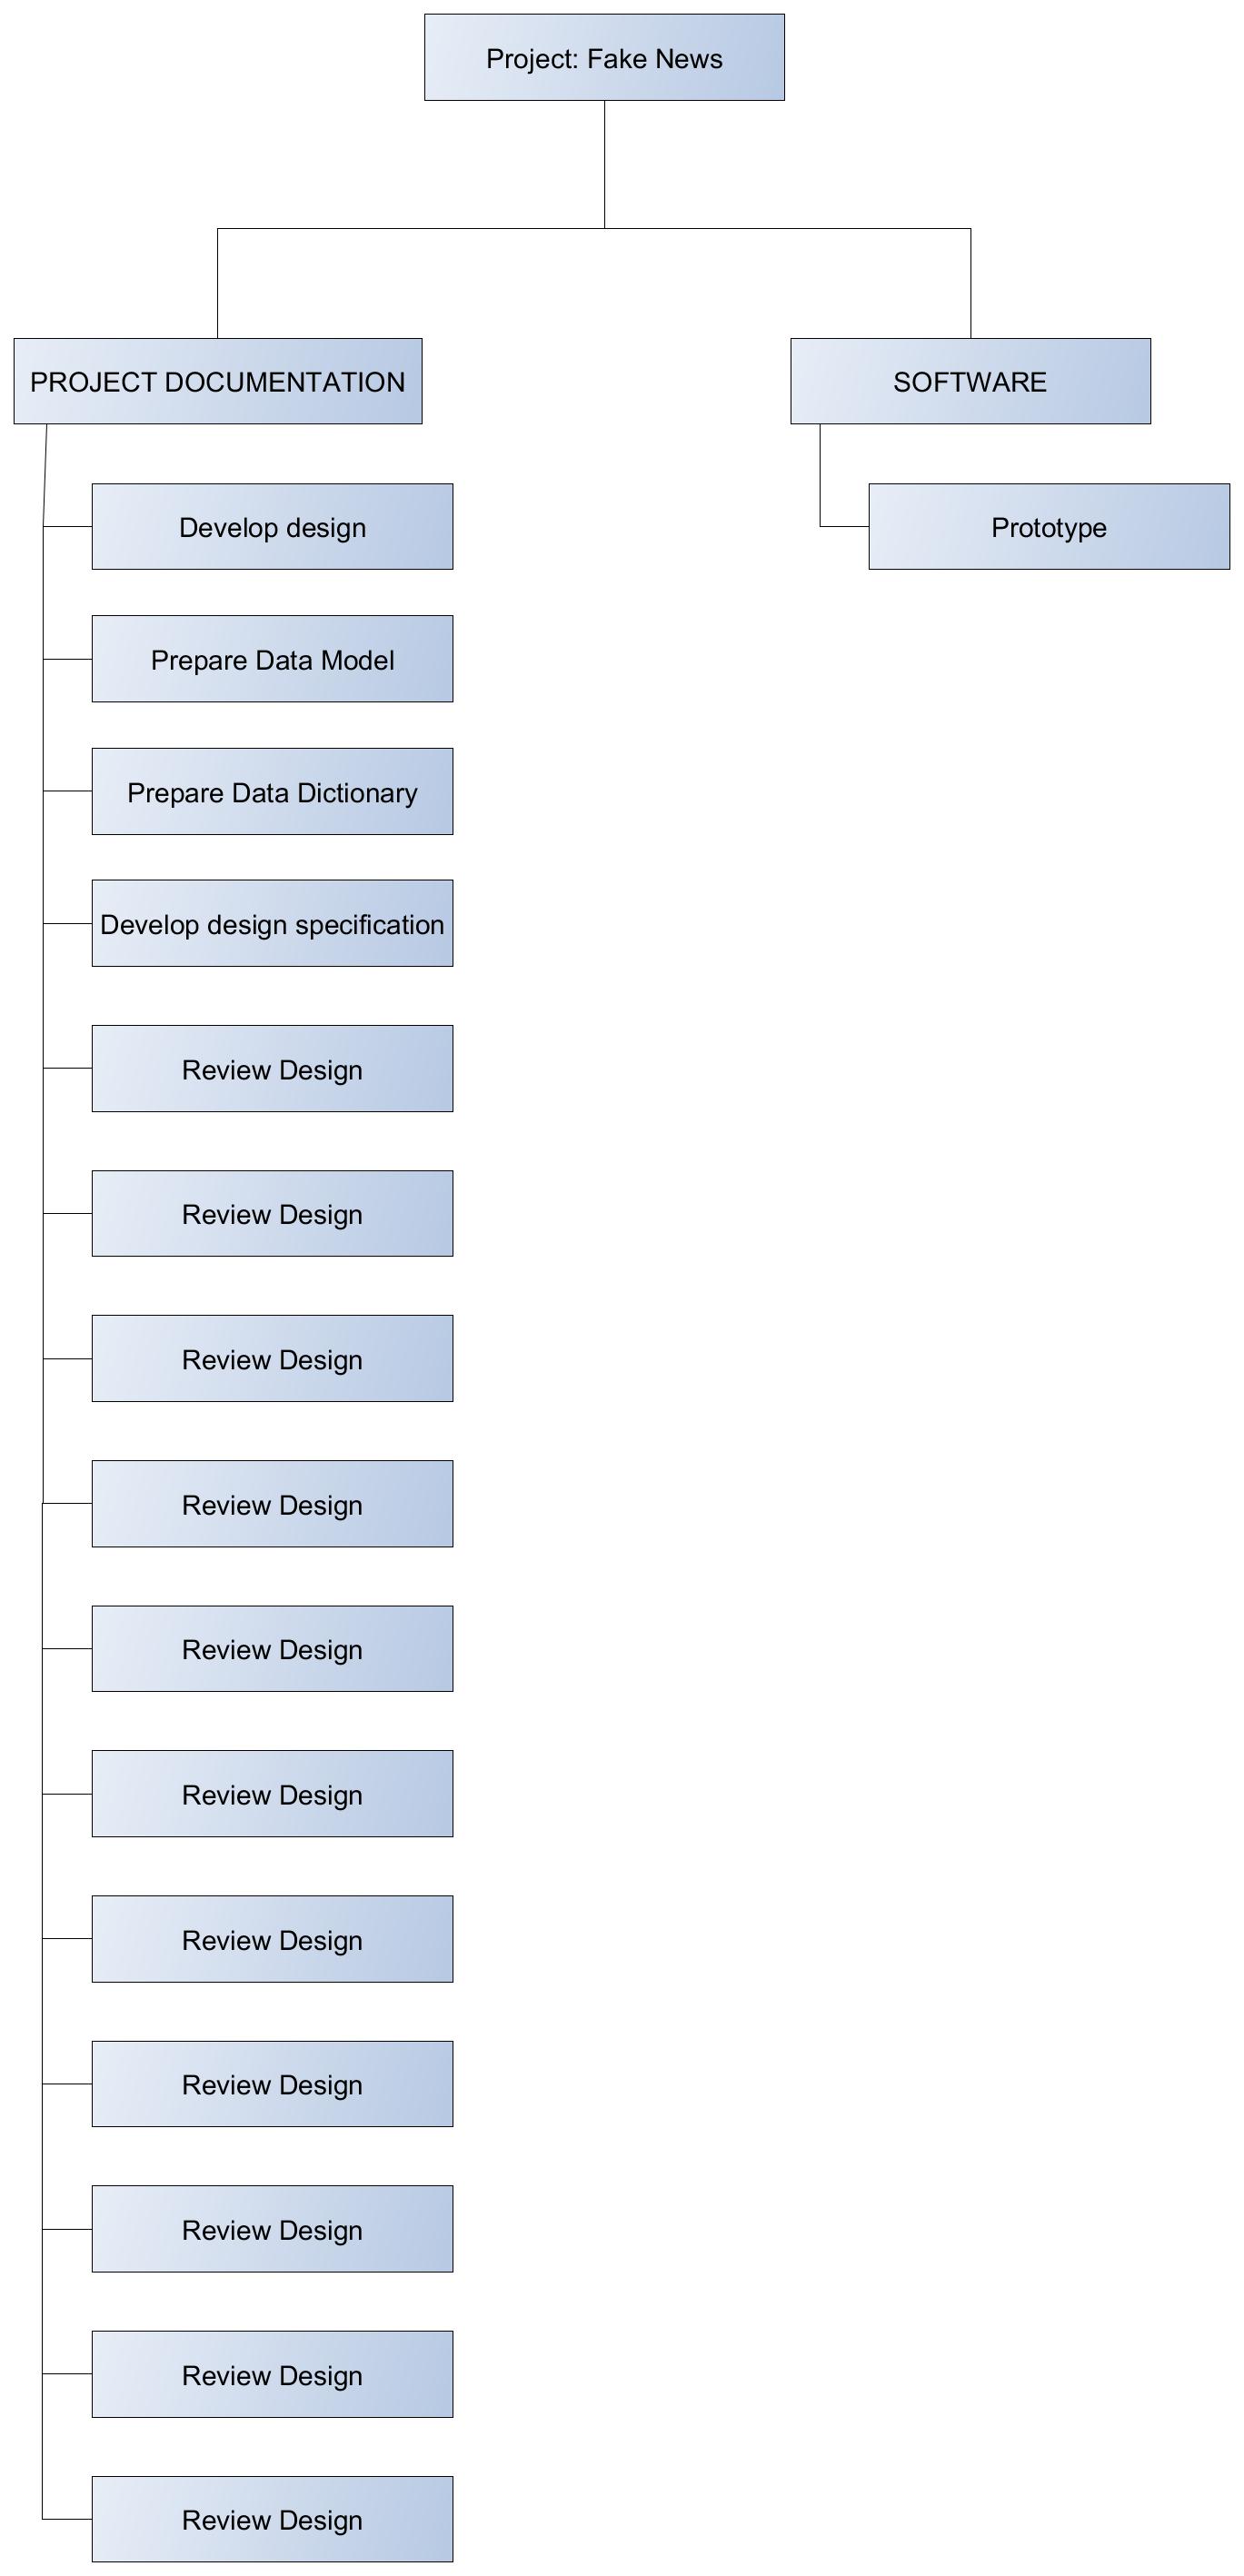 Project: Fake News
PROJECT DOCUMENTATION
SOFTWARE
Develop design
Prototype
Prepare Data Model
Prepare Data Dictionary
Develop design specification
Review Design
Review Design
Review Design
Review Design
Review Design
Review Design
Review Design
Review Design
Review Design
Review Design
Review Design